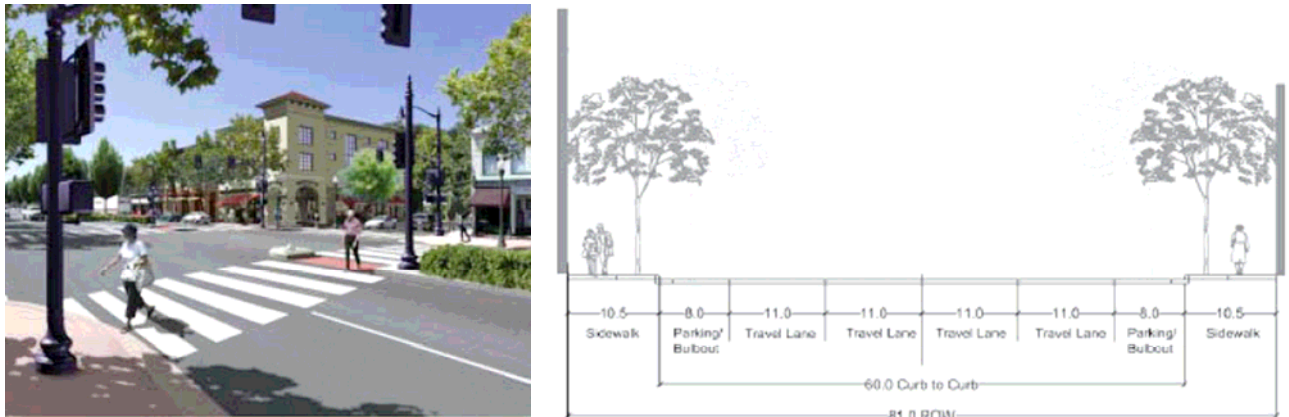 10.5 8.0 11.0 11.0 11.0 11.0 8.0 10.5
Sidewalk Parking/ Travel Lane Travel Lane Travel Lane Travel Lane Parking/ Sidewalk
Bulbout Bulbout
60.0 Curb to Curb
81.0 ROW